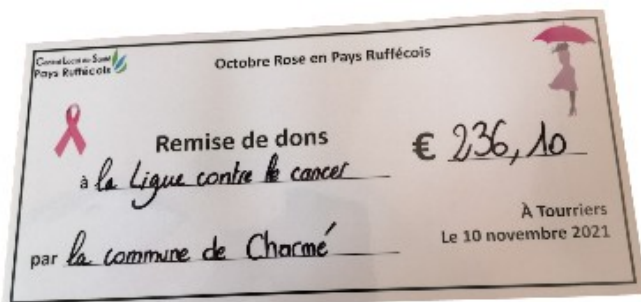 Contrat Local de Santé
Pays Ruffécois
Octobre Rose en Pays Ruffécois
Remise de dons
€ 236,10
à la Ligue contre le cancer
par la commune de Charmé
À Tourriers
Le 10 novembre 2021